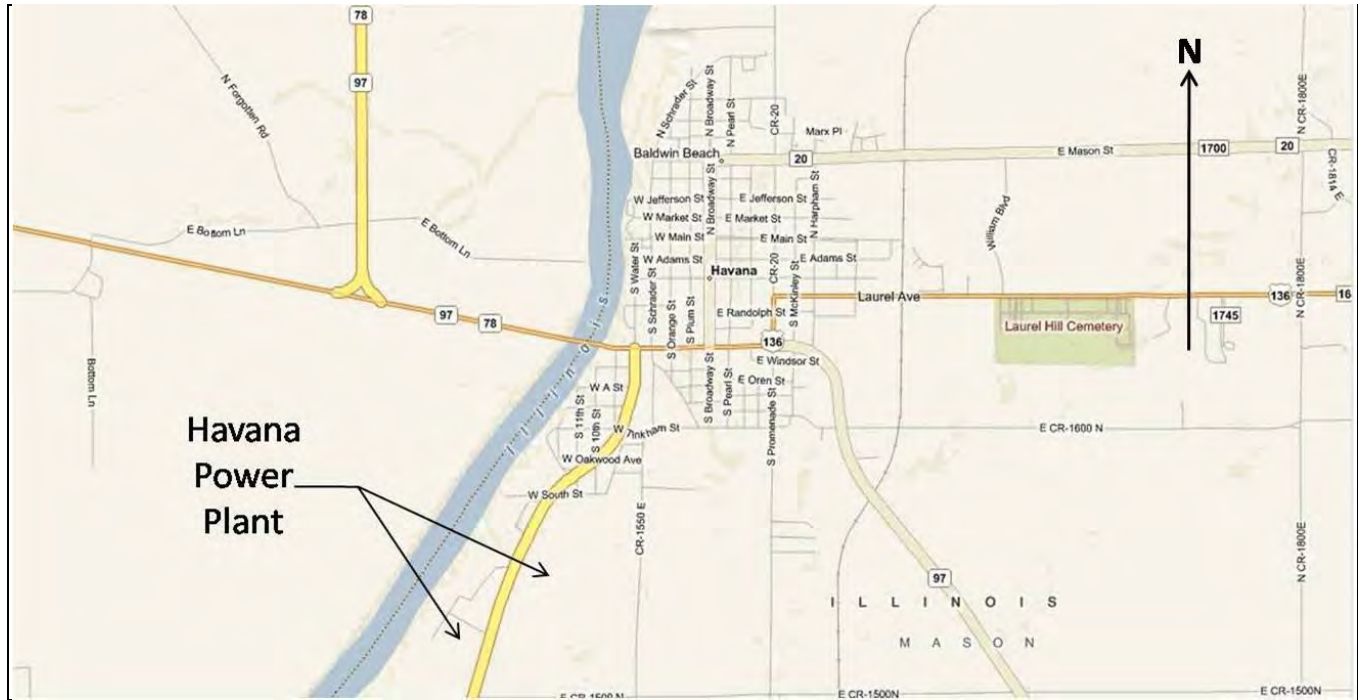 78
97
N Forgotten Rd
E Bottom Ln
E Bottom Ln
97
78
Bottom Ln
Illinois
N Schrader St
N Broadway St
N Pearl St
CR-20
Marx Pl
Baldwin Beach
20
E Mason St
1700
20
N CR-1800E
CR-1814 E
N
W Jefferson St
N Broadway St
E Jefferson St
N Harpham St
W Market St
E Market St
W Main St
E Main St
William Blvd
S Water St
W Adams St
CR-20
E Adams St
Havana
S Schrader St
S Orange St
S Plum St
E Randolph St
S McKinley St
Laurel Ave
N CR-1800E
136
16
Laurel Hill Cemetery
1745
136
E Windsor St
W A St
S Broadway St
S Pearl St
E Oren St
S Promenade St
S 11th St
S 10th St
W Tinkham St
E CR-1600 N
W Oakwood Ave
W South St
CR-1550 E
N CR-1800E
Havana
Power
Plant
97
ILLINOIS
MASON
E CR-1500 N
E CR-1500N
E CR-1500N